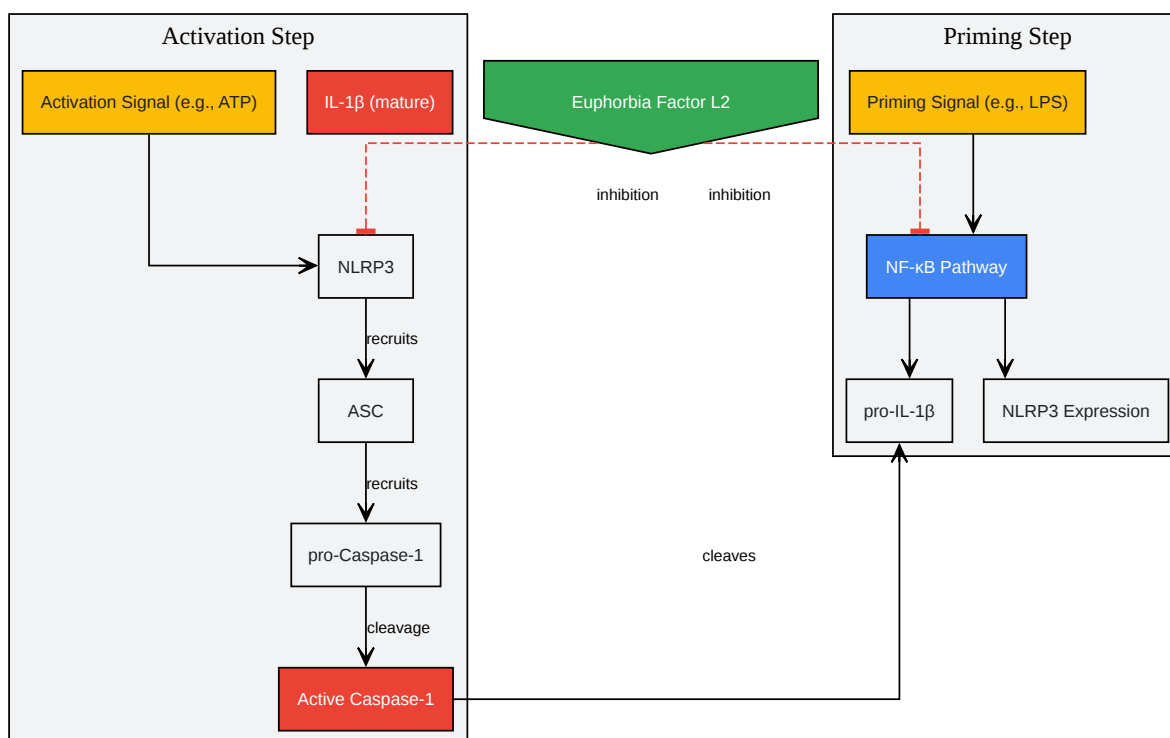 Activation Step
Priming Step
Activation Signal (e.g., ATP)
IL-1β (mature)
Euphorbia Factor L2
Priming Signal (e.g., LPS)
inhibition
inhibition
NLRP3
NF-κB Pathway
recruits
ASC
pro-IL-1β
NLRP3 Expression
recruits
pro-Caspase-1
cleaves
cleavage
Active Caspase-1